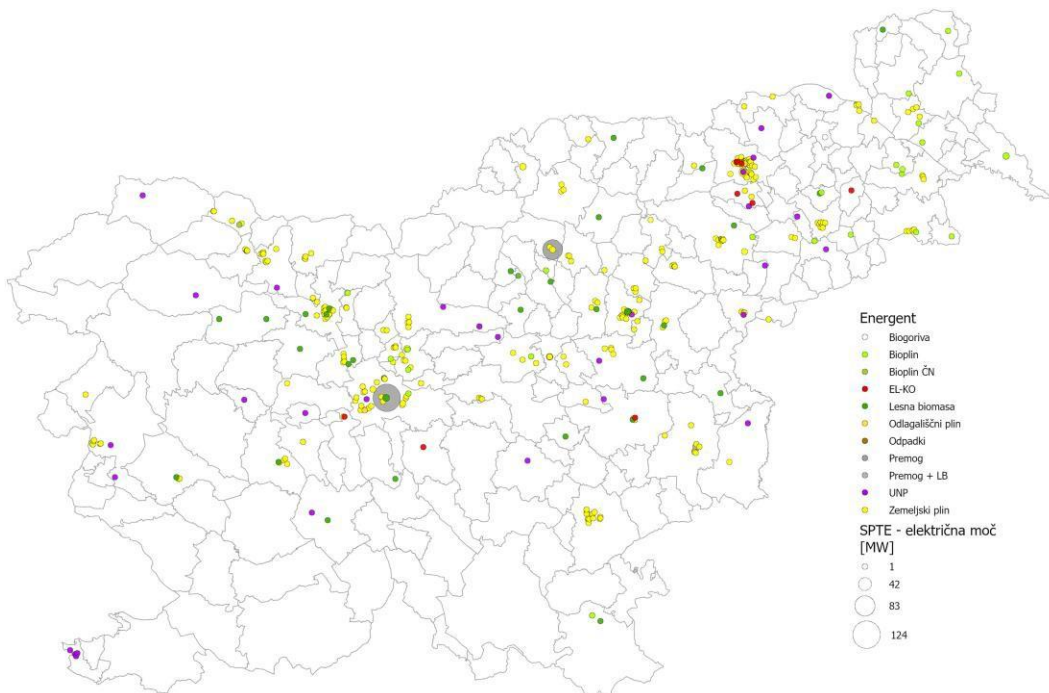 Energent
Biogoriva
Bioplin
Bioplin ČN
EL-KO
Lesna biomasa
Odlagališčni plin
Odpadki
Premog
Premog + LB
UNP
Zemeljski plin
SPTE - električna moč
[MW]
1
42
83
124